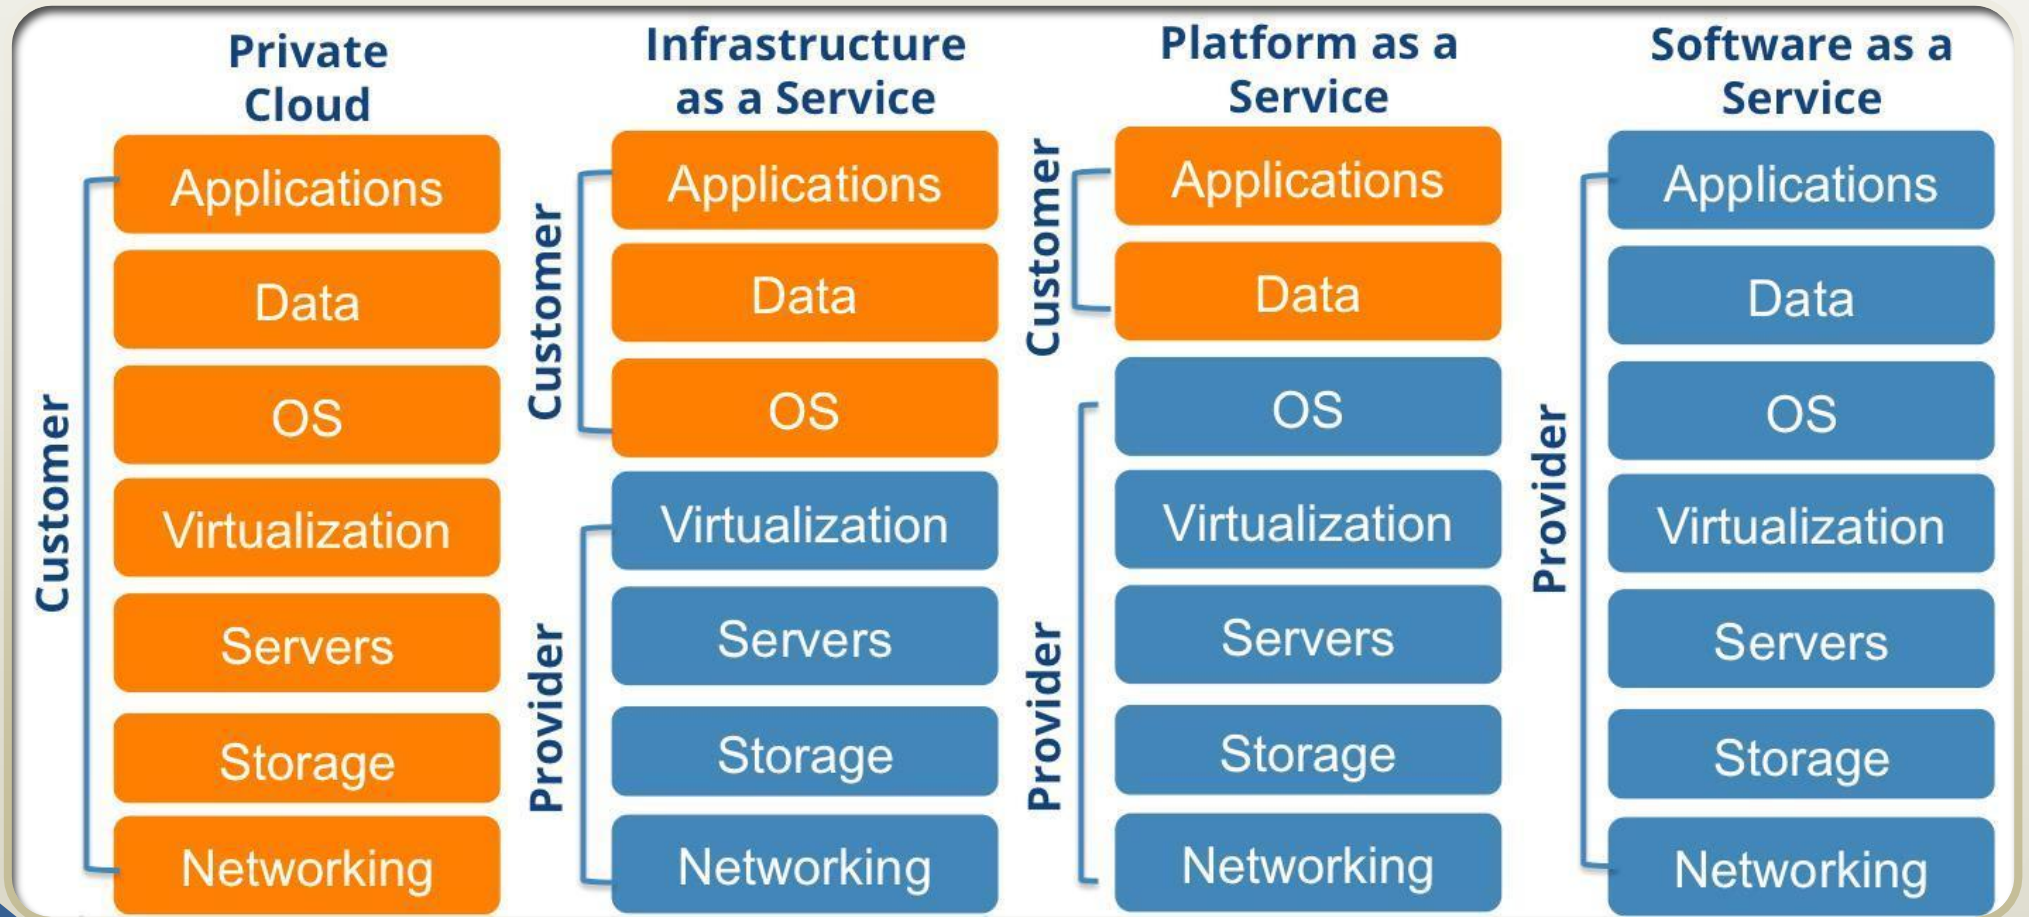 Private
Cloud
Customer
Applications
Data
OS
Virtualization
Servers
Storage
Networking
Infrastructure
as a Service
Customer
Applications
Data
OS
Provider
Virtualization
Servers
Storage
Networking
Platform as a
Service
Customer
Applications
Data
Provider
OS
Virtualization
Servers
Storage
Networking
Software as a
Service
Provider
Applications
Data
OS
Virtualization
Servers
Storage
Networking